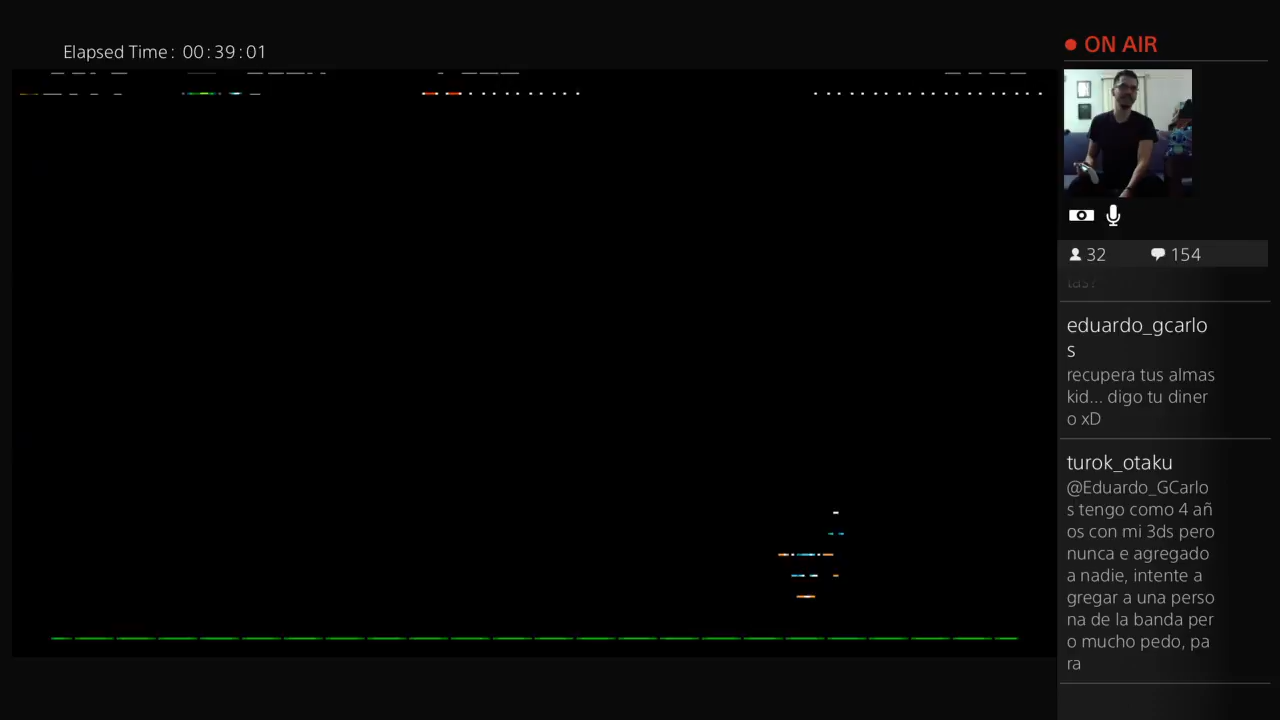 Elapsed Time: 00:39:01
ON AIR
32
154
tas?
eduardo_gcarlo
s
recupera tus almas
kid... digo tu diner
o xD
turok_otaku
@Eduardo_GCarlo
s tengo como 4 añ
os con mi 3ds pero
nunca e agregado
a nadie, intente a
gregar a una perso
na de la banda per
o mucho pedo, pa
ra